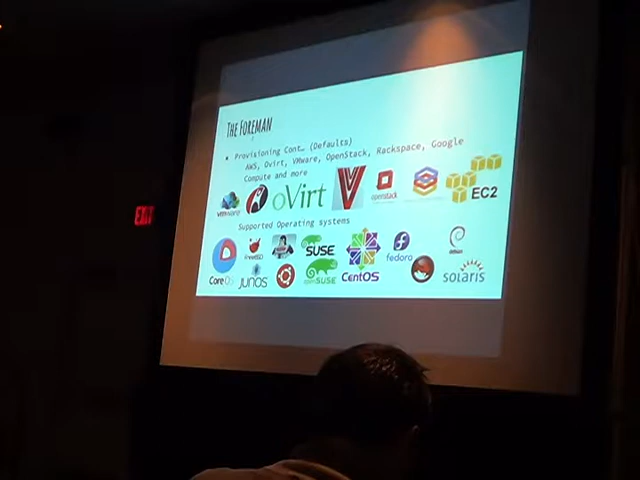 THE FOREMAN
• Provisioning Cont… (Defaults)
AWS, Ovirt, VMware, OpenStack, Rackspace, Google
Compute and more
vmware oVirt openstack EC2
Supported Operating systems
SUSE CentOS fedora debian
CoreOS JUNOS openSUSE solaris
EXIT